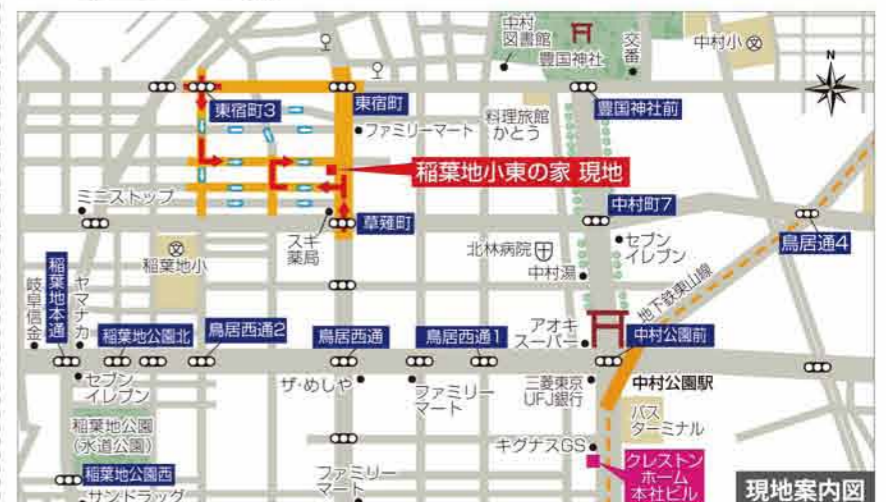 中村
図書館
豊国神社
交番
中村小
N
東宿町3
東宿町
ファミリーマート
料理旅館
かとう
豊国神社前
稲葉地小東の家 現地
ミニストップ
スギ
薬局
草薙町
中村町7
北林病院
中村湯
セブン
イレブン
鳥居通4
稲葉地小
地下鉄東山線
岐阜信金
稲葉地本通
ヤマナカ
稲葉地公園北
鳥居西通2
鳥居西通
鳥居西通1
アオキ
スーパー
中村公園前
セブン
イレブン
ザ・めしや
ファミリー
マート
三菱東京
UFJ銀行
中村公園駅
バス
ターミナル
稲葉地公園
(水道公園)
キグナスGS
クレストン
ホーム
本社ビル
稲葉地公園西
サンドラッグ
ファミリー
マート
現地案内図